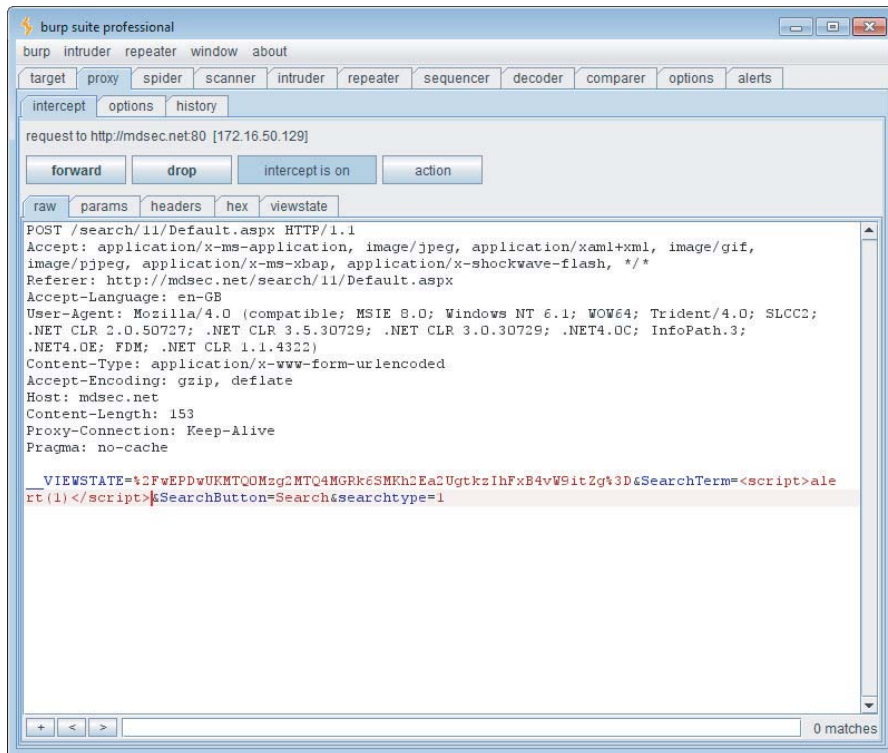 burp suite professional
burp intruder repeater window about
target proxy spider scanner intruder repeater sequencer decoder comparer options alerts
intercept options history
request to http://mdsec.net:80 [172.16.50.129]
forward drop intercept is on action
raw params headers hex viewstate
POST /search/11/Default.aspx HTTP/1.1
Accept: application/x-ms-application, image/jpeg, application/xaml+xml, image/gif,
image/pjpeg, application/x-ms-xbap, application/x-shockwave-flash, */*
Referer: http://mdsec.net/search/11/Default.aspx
Accept-Language: en-GB
User-Agent: Mozilla/4.0 (compatible; MSIE 8.0; Windows NT 6.1; WOW64; Trident/4.0; SLCC2;
.NET CLR 2.0.50727; .NET CLR 3.5.30729; .NET CLR 3.0.30729; .NET4.0C; InfoPath.3;
.NET4.0E; FDM; .NET CLR 1.1.4322)
Content-Type: application/x-www-form-urlencoded
Accept-Encoding: gzip, deflate
Host: mdsec.net
Content-Length: 153
Proxy-Connection: Keep-Alive
Pragma: no-cache
__VIEWSTATE=%2FwEPDwUKMTQ0Mzg2MTQ4MGRk6SMKh2Ea2UgtkzIhFxB4vW9itZg%3D&SearchTerm=<script>ale
rt(1)</script>&SearchButton=Search&searchtype=1
+ < > 0 matches